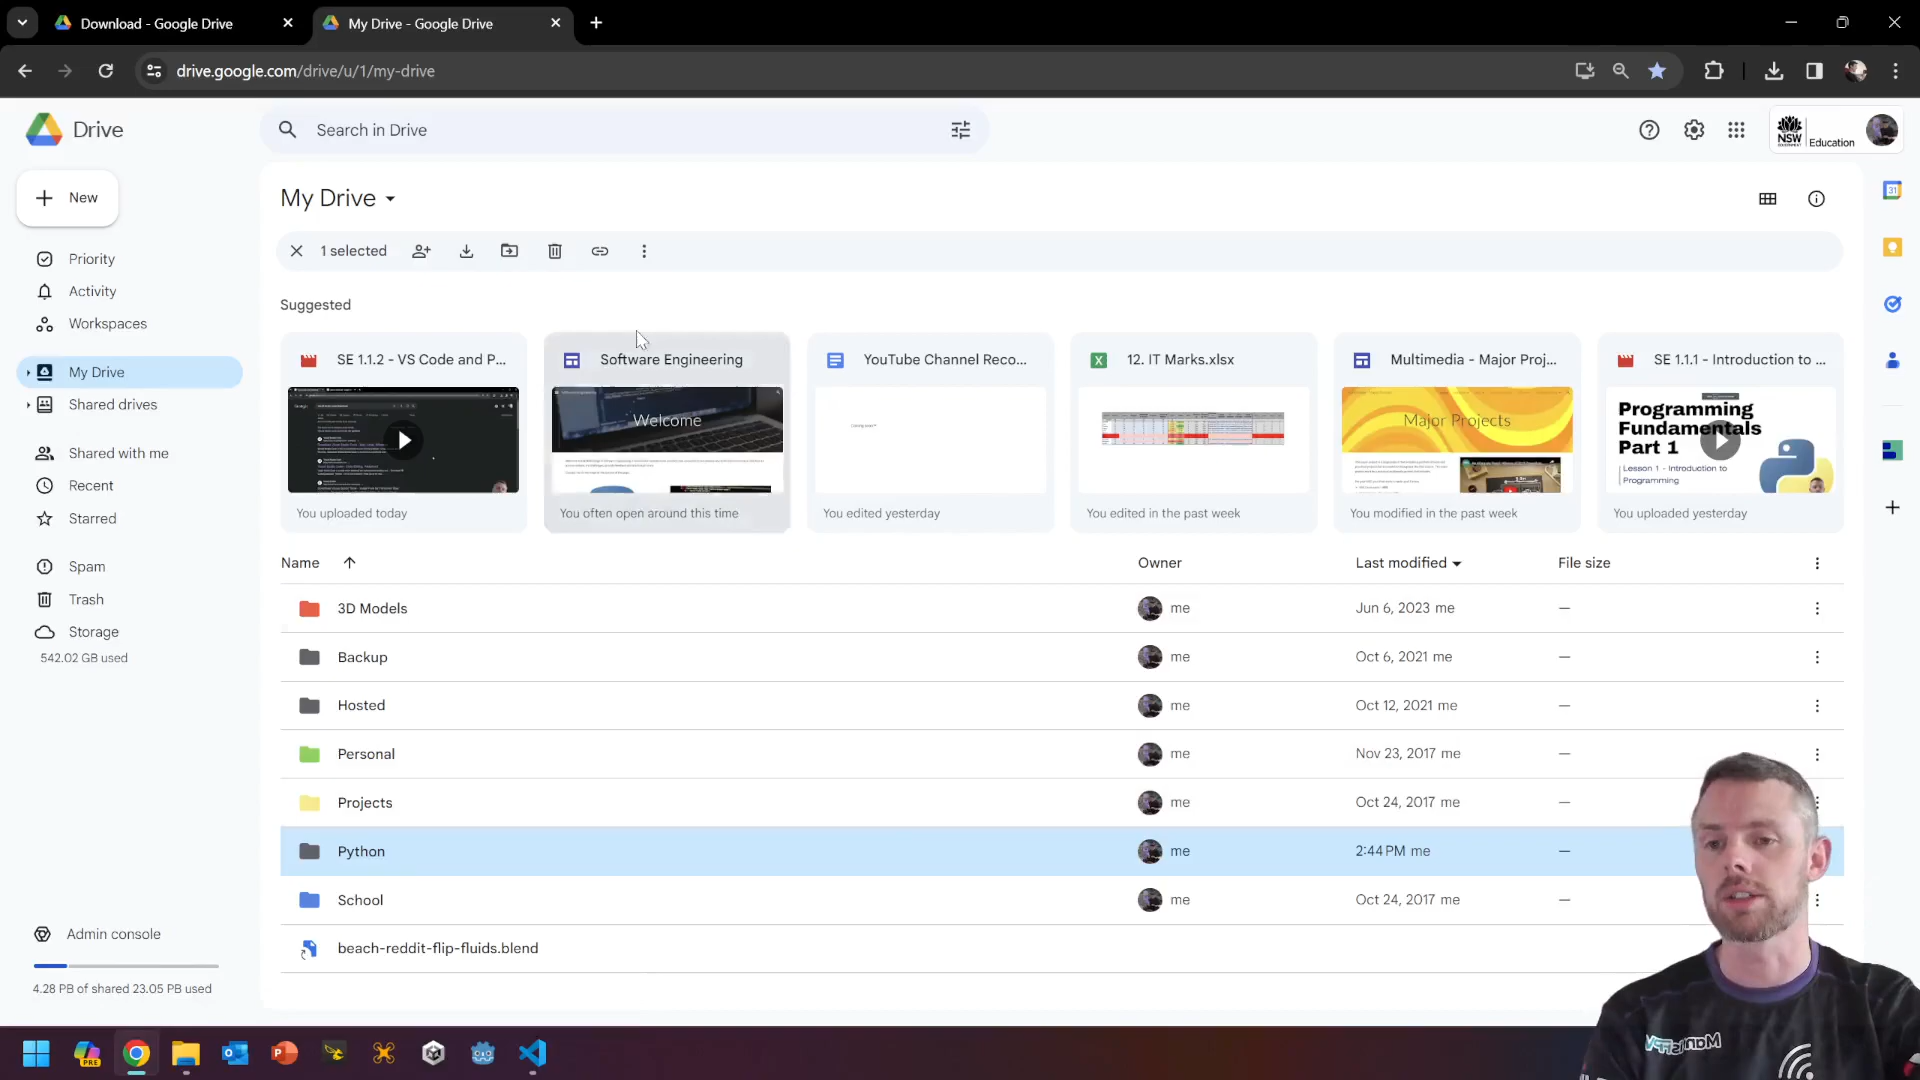 Download - Google Drive
My Drive - Google Drive
drive.google.com/drive/u/1/my-drive
Drive
Search in Drive
NSW
GOVERNMENT
Education
New
My Drive
1 selected
Priority
Activity
Workspaces
My Drive
Shared drives
Shared with me
Recent
Starred
Spam
Trash
Storage
542.02 GB used
Admin console
4.28 PB of shared 23.05 PB used
Suggested
SE 1.1.2 - VS Code and P...
You uploaded today
Software Engineering
Welcome
You often open around this time
YouTube Channel Reco...
You edited yesterday
12. IT Marks.xlsx
You edited in the past week
Multimedia - Major Proj...
Major Projects
You modified in the past week
SE 1.1.1 - Introduction to ...
Programming
Fundamentals
Part 1
Lesson 1 - Introduction to
Programming
You uploaded yesterday
Name Owner Last modified File size
3D Models me Jun 6, 2023 me —
Backup me Oct 6, 2021 me —
Hosted me Oct 12, 2021 me —
Personal me Nov 23, 2017 me —
Projects me Oct 24, 2017 me —
Python me 2:44 PM me —
School me Oct 24, 2017 me —
beach-reddit-flip-fluids.blend
31
PRE